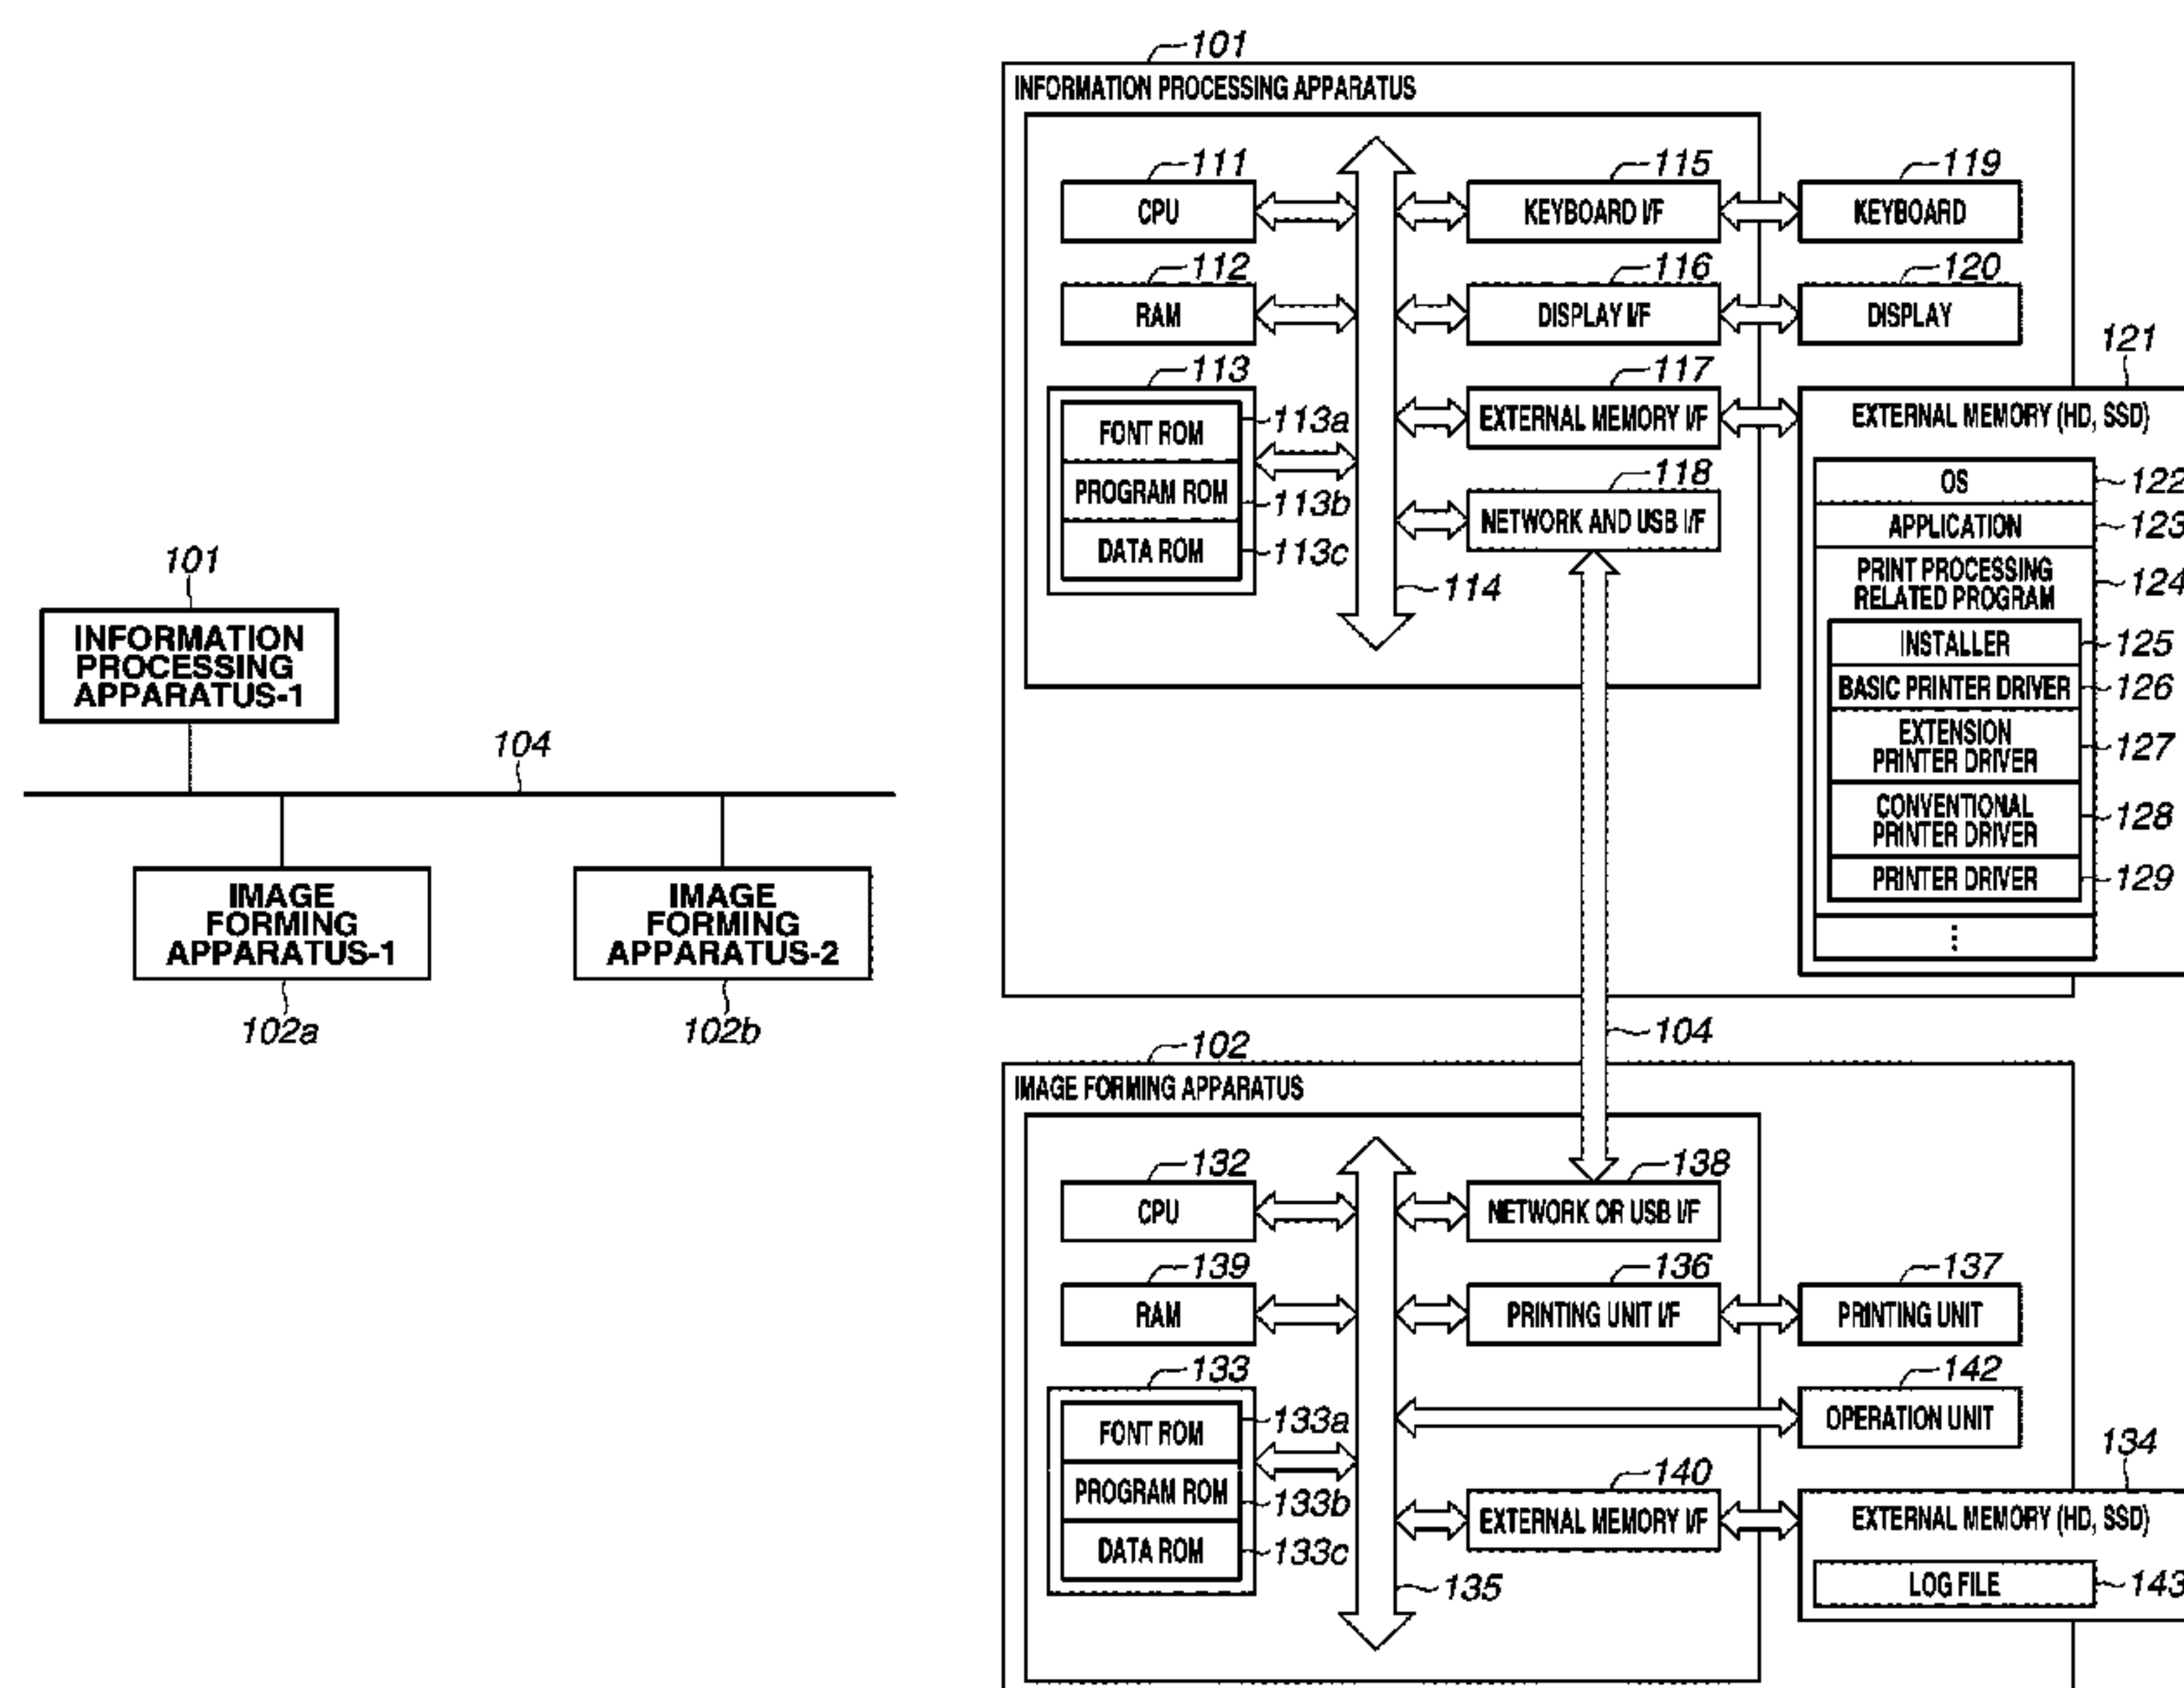 101
INFORMATION
PROCESSING
APPARATUS-1
104
IMAGE
FORMING
APPARATUS-1
102a
IMAGE
FORMING
APPARATUS-2
102b
101
INFORMATION PROCESSING APPARATUS
111
CPU
112
RAM
113
FONT ROM
113a
PROGRAM ROM
113b
DATA ROM
113c
114
115
KEYBOARD I/F
116
DISPLAY I/F
117
EXTERNAL MEMORY I/F
118
NETWORK AND USB I/F
119
KEYBOARD
120
DISPLAY
121
EXTERNAL MEMORY (HD, SSD)
OS
122
APPLICATION
123
PRINT PROCESSING
RELATED PROGRAM
124
INSTALLER
125
BASIC PRINTER DRIVER
126
EXTENSION
PRINTER DRIVER
127
CONVENTIONAL
PRINTER DRIVER
128
PRINTER DRIVER
129
⋮
104
102
IMAGE FORMING APPARATUS
132
CPU
139
RAM
133
FONT ROM
133a
PROGRAM ROM
133b
DATA ROM
133c
135
138
NETWORK OR USB I/F
136
PRINTING UNIT I/F
137
PRINTING UNIT
142
OPERATION UNIT
140
EXTERNAL MEMORY I/F
134
EXTERNAL MEMORY (HD, SSD)
LOG FILE
143